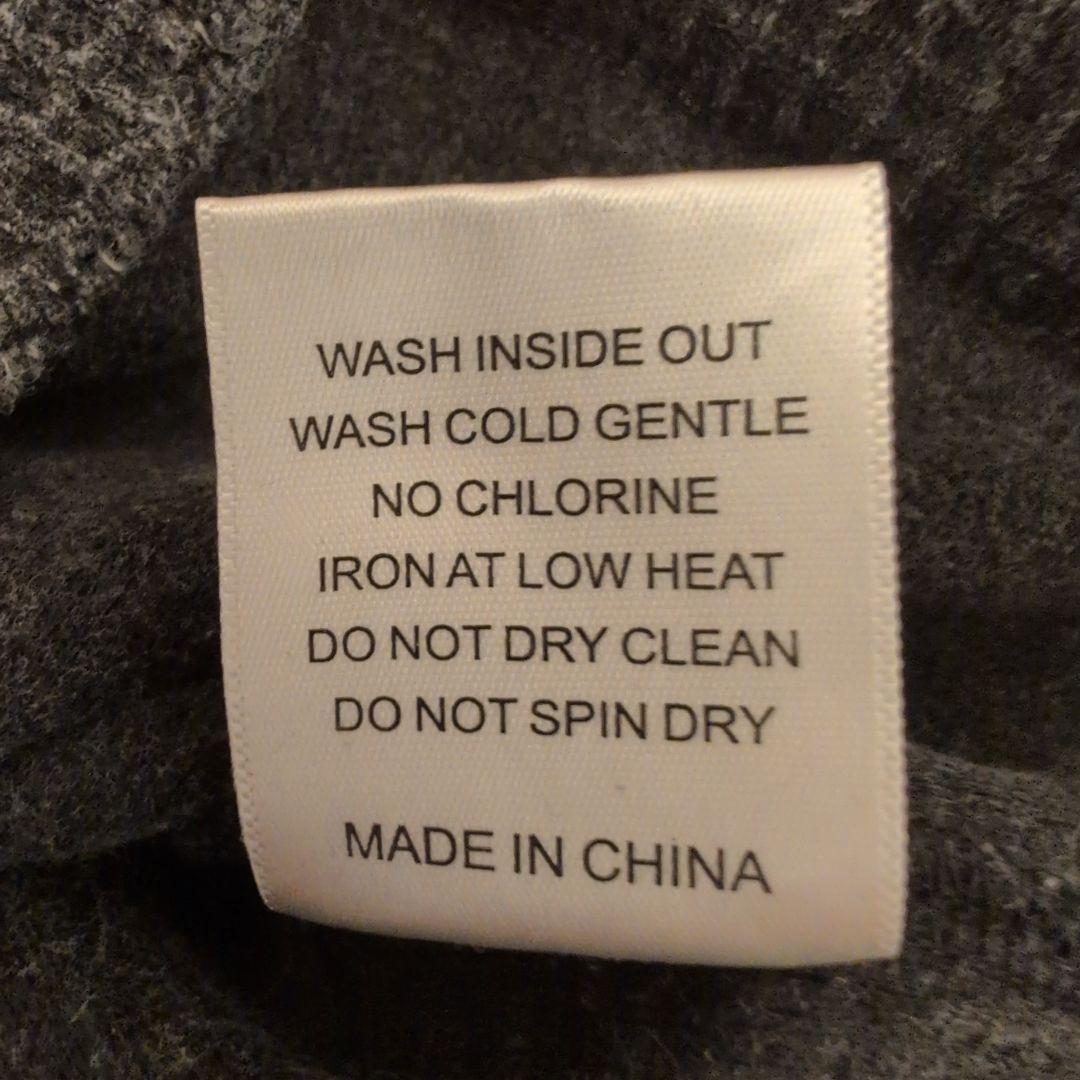 WASH INSIDE OUT
WASH COLD GENTLE
NO CHLORINE
IRON AT LOW HEAT
DO NOT DRY CLEAN
DO NOT SPIN DRY
MADE IN CHINA